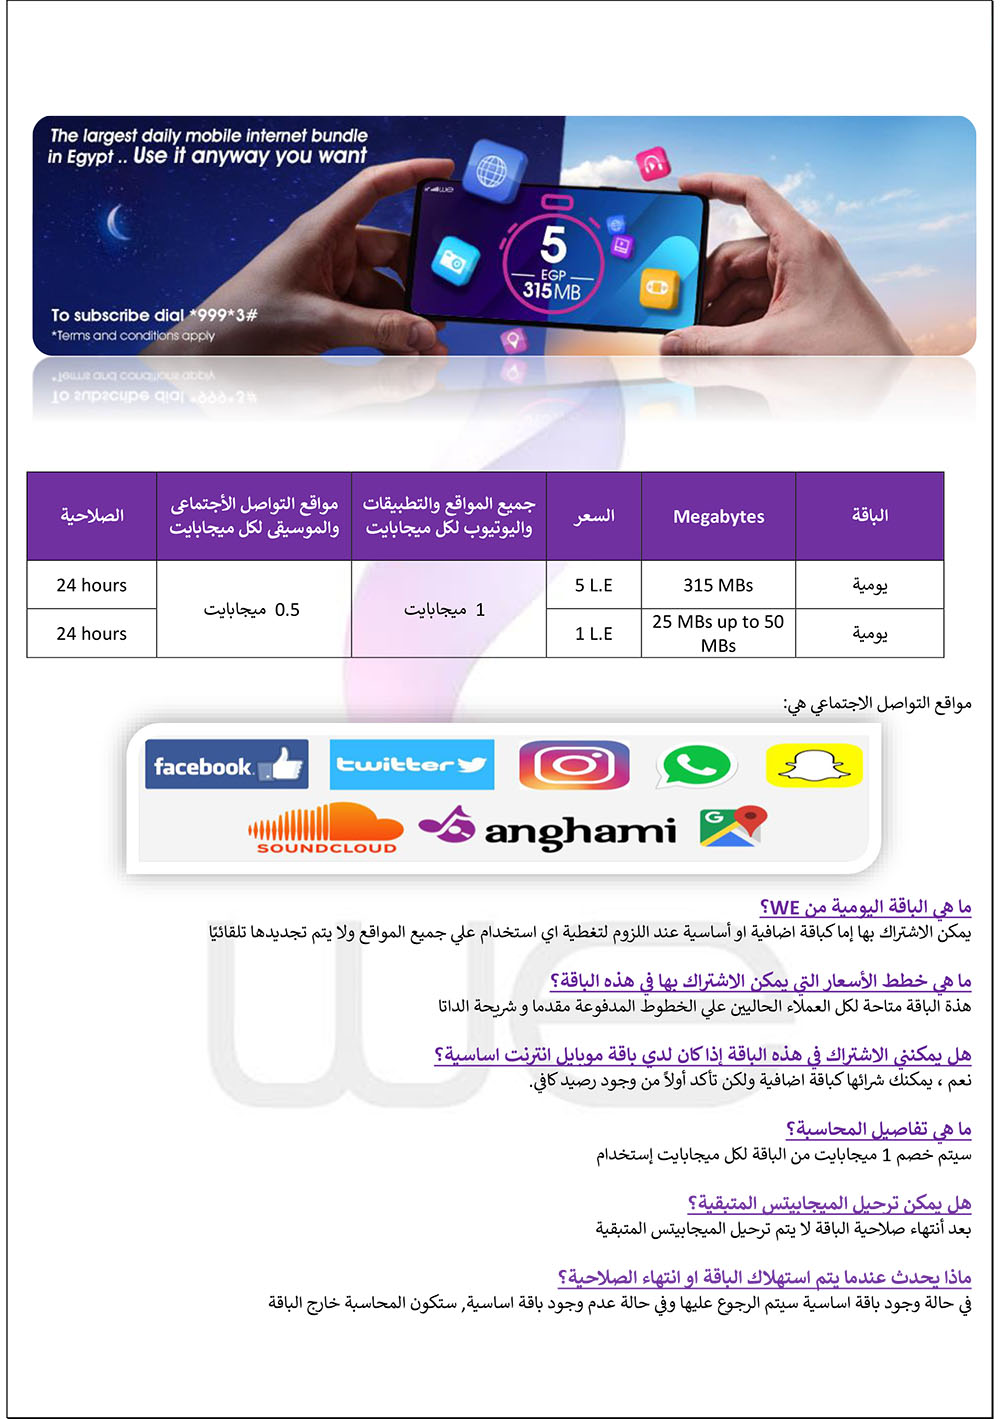 The largest daily mobile internet bundle
in Egypt .. Use it anyway you want
we
5
EGP
315MB
To subscribe dial *999*3#
*Terms and conditions apply
الباقة
Megabytes
السعر
جميع المواقع والتطبيقات
واليوتيوب لكل ميجابايت
مواقع التواصل الأجتماعى
والموسيقى لكل ميجابايت
الصلاحية
يومية
315 MBs
5 L.E
1 ميجابايت
0.5 ميجابايت
24 hours
يومية
25 MBs up to 50
MBs
1 L.E
24 hours
مواقع التواصل الاجتماعي هي:
facebook.
twitter
SOUNDCLOUD
anghami
G
ما هي الباقة اليومية من WE؟
يمكن الاشتراك بها إما كباقة اضافية او أساسية عند اللزوم لتغطية اي استخدام علي جميع المواقع ولا يتم تجديدها تلقائيًا
ما هي خطط الأسعار التي يمكن الاشتراك بها في هذه الباقة؟
هذة الباقة متاحة لكل العملاء الحاليين علي الخطوط المدفوعة مقدما و شريحة الداتا
هل يمكنني الاشتراك في هذه الباقة إذا كان لدي باقة موبايل انترنت اساسية؟
نعم ، يمكنك شرائها كباقة اضافية ولكن تأكد أولاً من وجود رصيد كافي.
ما هي تفاصيل المحاسبة؟
سيتم خصم 1 ميجابايت من الباقة لكل ميجابايت إستخدام
هل يمكن ترحيل الميجابيتس المتبقية؟
بعد أنتهاء صلاحية الباقة لا يتم ترحيل الميجابيتس المتبقية
ماذا يحدث عندما يتم استهلاك الباقة او انتهاء الصلاحية؟
في حالة وجود باقة اساسية سيتم الرجوع عليها وفي حالة عدم وجود باقة اساسية, ستكون المحاسبة خارج الباقة
we